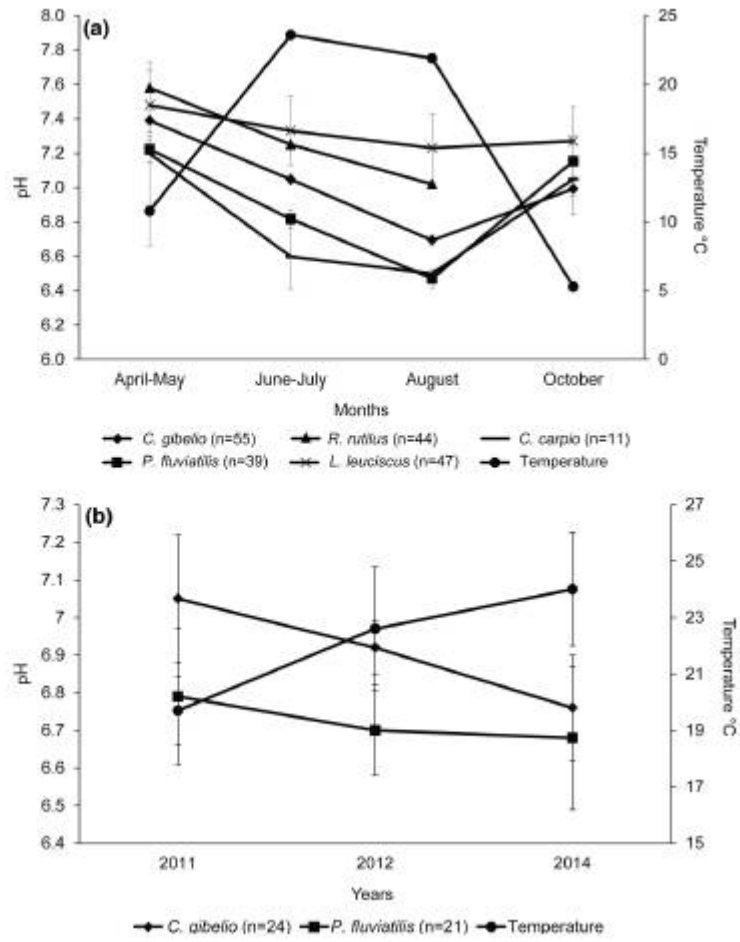 (a)
8.0
7.8
7.6
7.4
7.2
7.0
6.8
6.6
6.4
6.2
6.0
pH
25
20
15
10
5
0
Temperature °C
April-May June-July August October
Months
C. gibelio (n=55) R. rutilus (n=44) C. carpio (n=11)
P. fluviatilis (n=39) L. leuciscus (n=47) Temperature
(b)
7.3
7.2
7.1
7
6.9
6.8
6.7
6.6
6.5
6.4
pH
27
25
23
21
19
17
15
Temperature °C
2011 2012 2014
Years
C. gibelio (n=24) P. fluviatilis (n=21) Temperature